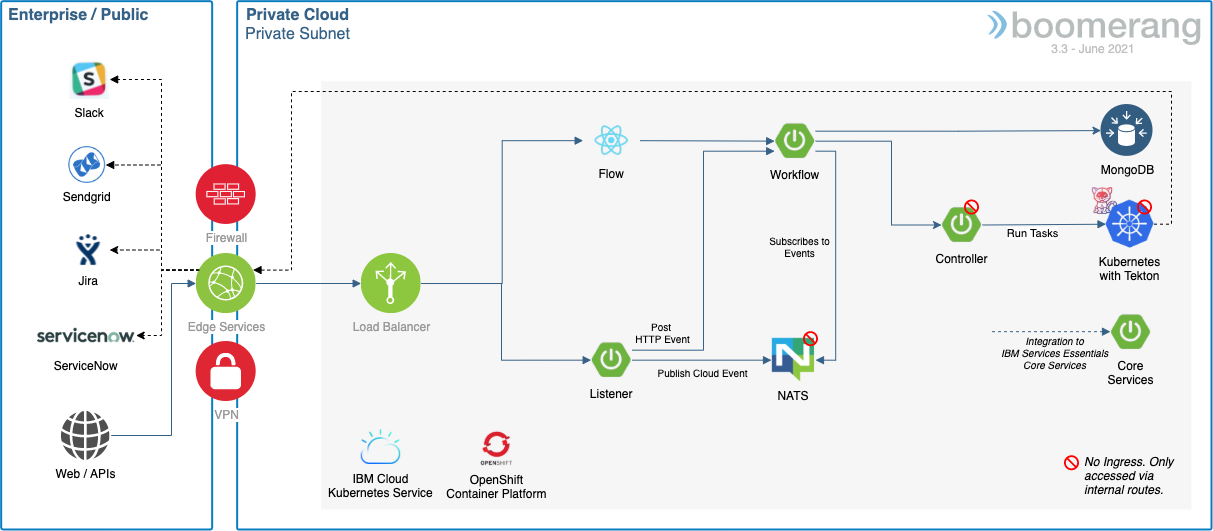 Enterprise / Public
Private Cloud
Private Subnet
boomerang
3.3 - June 2021
S
Slack
Sendgrid
Jira
servicenow
ServiceNow
Web / APIs
Firewall
Edge Services
VPN
Load Balancer
Flow
Workflow
MongoDB
Subscribes to
Events
Controller
Run Tasks
Kubernetes
with Tekton
Post
HTTP Event
Listener
Publish Cloud Event
N
NATS
Integration to
IBM Services Essentials
Core Services
Core
Services
IBM Cloud
Kubernetes Service
OPENSHIFT
OpenShift
Container Platform
No Ingress. Only
accessed via
internal routes.